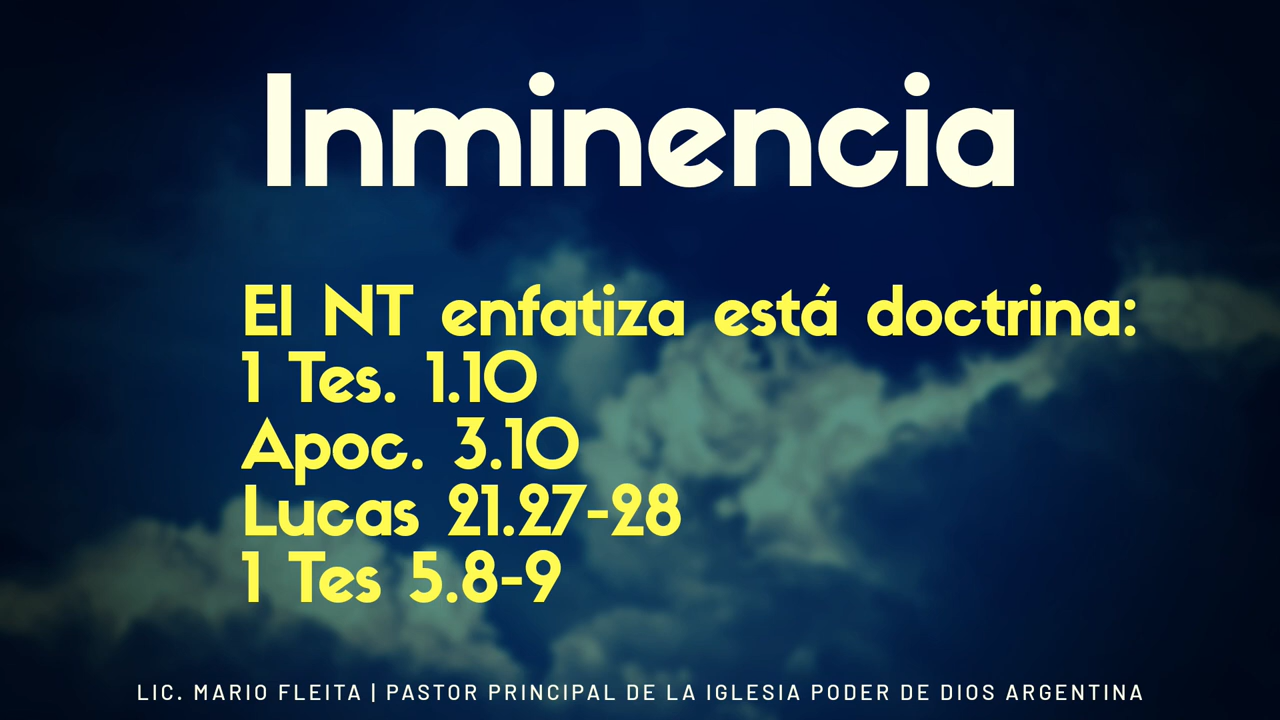 Inminencia
El NT enfatiza está doctrina:
1 Tes. 1.10
Apoc. 3.10
Lucas 21.27-28
1 Tes 5.8-9
LIC. MARIO FLEITA | PASTOR PRINCIPAL DE LA IGLESIA PODER DE DIOS ARGENTINA